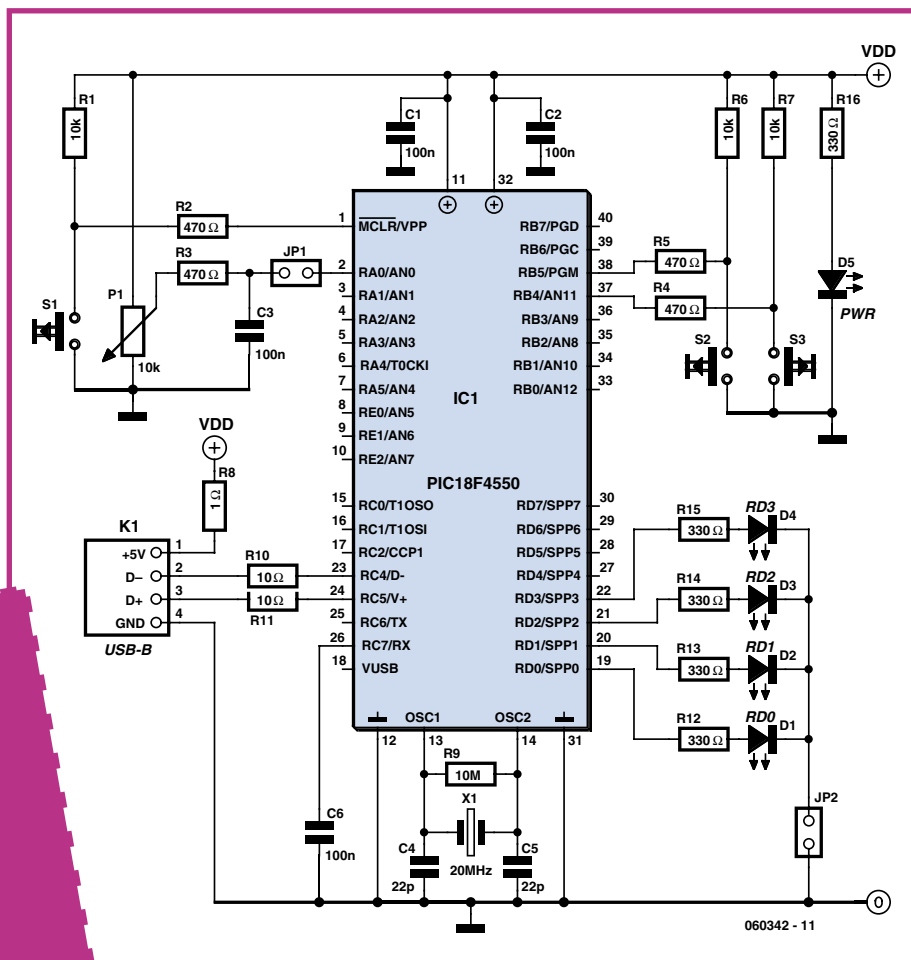 VDD
R1
10k
R2
470 Ω
R3
470 Ω
JP1
S1
P1
10k
C3
100n
C1
100n
C2
100n
11
32
1 MCLR/VPP
2 RA0/AN0
3 RA1/AN1
4 RA2/AN2
5 RA3/AN3
6 RA4/T0CKI
7 RA5/AN4
8 RE0/AN5
9 RE1/AN6
10 RE2/AN7
15 RC0/T1OSO
16 RC1/T1OSI
17 RC2/CCP1
23 RC4/D-
24 RC5/V+
25 RC6/TX
26 RC7/RX
18 VUSB
IC1
PIC18F4550
RB7/PGD 40
RB6/PGC 39
RB5/PGM 38
RB4/AN11 37
RB3/AN9 36
RB2/AN8 35
RB1/AN10 34
RB0/AN12 33
RD7/SPP7 30
RD6/SPP6 29
RD5/SPP5 28
RD4/SPP4 27
RD3/SPP3 22
RD2/SPP2 21
RD1/SPP1 20
RD0/SPP0 19
OSC1
OSC2
12
13
14
31
R6
10k
R7
10k
R16
330 Ω
R5
470 Ω
R4
470 Ω
S2
S3
D5
PWR
VDD
R8
1 Ω
K1
+5V 1
D– 2
D+ 3
GND 4
USB-B
R10
10Ω
10Ω
R11
R15
330 Ω
RD3
D4
R14
330 Ω
RD2
D3
R13
330 Ω
RD1
D2
R12
330 Ω
RD0
D1
JP2
R9
10M
X1
20MHz
C6
100n
C4
22p
C5
22p
0
060342 - 11